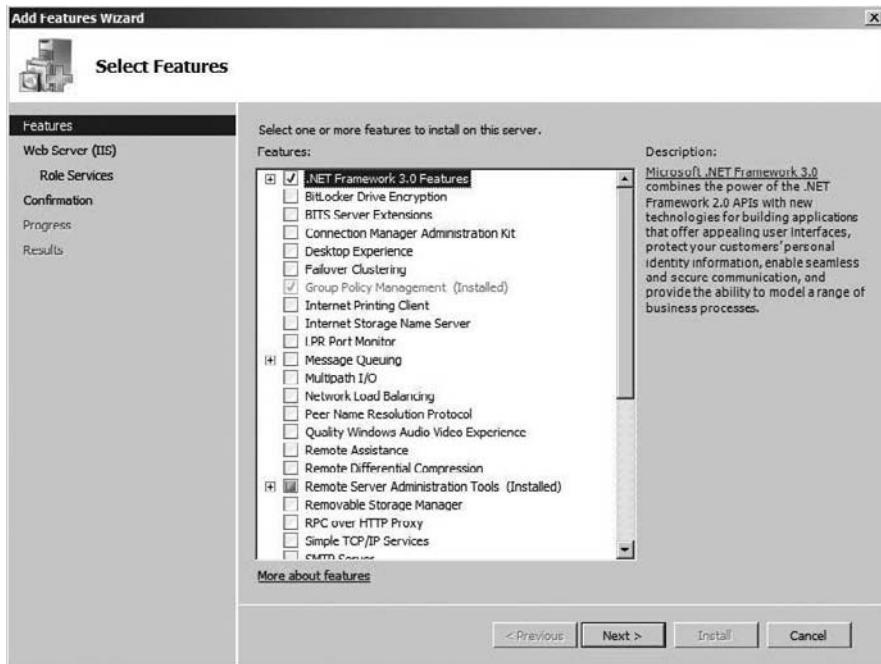 Add Features Wizard
Select Features
Features
Web Server (IIS)
Role Services
Confirmation
Progress
Results
Select one or more features to install on this server.
Features:
.NET Framework 3.0 Features
BitLocker Drive Encryption
BITS Server Extensions
Connection Manager Administration Kit
Desktop Experience
Failover Clustering
Group Policy Management (Installed)
Internet Printing Client
Internet Storage Name Server
LPR Port Monitor
Message Queuing
Multipath I/O
Network Load Balancing
Peer Name Resolution Protocol
Quality Windows Audio Video Experience
Remote Assistance
Remote Differential Compression
Remote Server Administration Tools (Installed)
Removable Storage Manager
RPC over HTTP Proxy
Simple TCP/IP Services
SMTP Server
More about features
Description:
Microsoft .NET Framework 3.0
combines the power of the .NET
Framework 2.0 APIs with new
technologies for building applications
that offer appealing user interfaces,
protect your customers' personal
identity information, enable seamless
and secure communication, and
provide the ability to model a range of
business processes.
< Previous
Next >
Install
Cancel